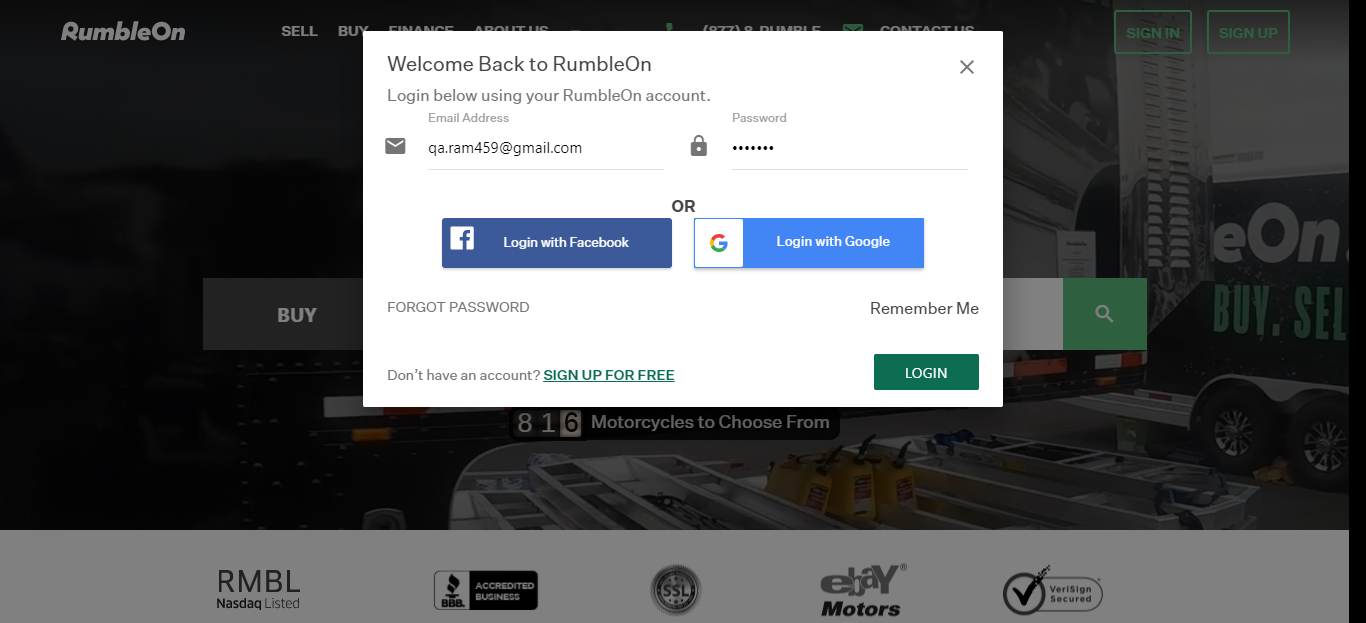 RumbleOn
SELL BUY FINANCE ABOUT US (877) 8-RUMBLE CONTACT US SIGN IN SIGN UP
Welcome Back to RumbleOn
Login below using your RumbleOn account.
Email Address Password
qa.ram459@gmail.com •••••••
OR
Login with Facebook Login with Google
eOn.
BUY
FORGOT PASSWORD Remember Me
BUY. SEL
Don't have an account? SIGN UP FOR FREE LOGIN
816 Motorcycles to Choose From
RMBL
Nasdaq Listed
BBB. ACCREDITED
BUSINESS
SSL
ebay®
Motors
VeriSign
Secured